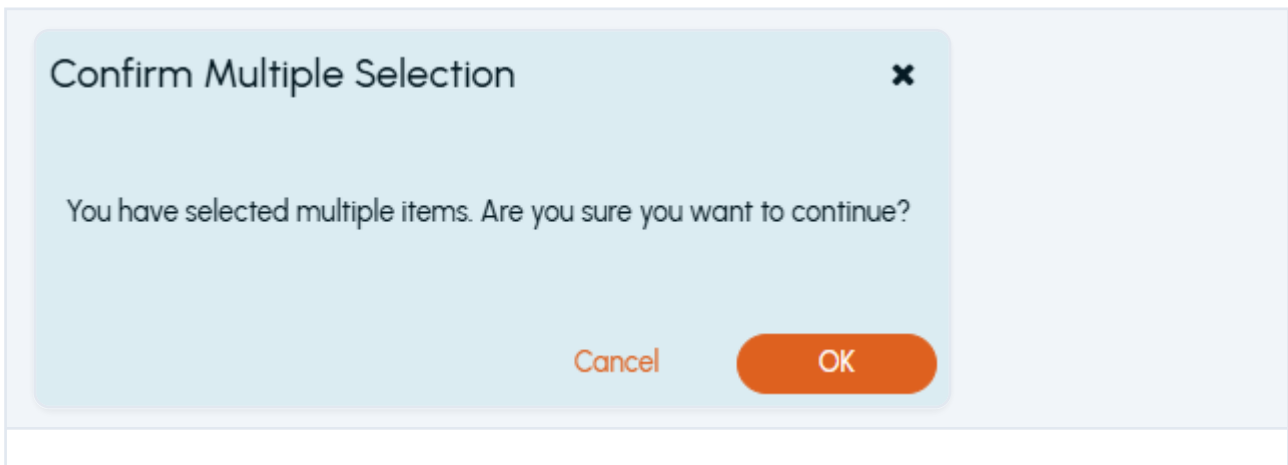 Confirm Multiple Selection
You have selected multiple items. Are you sure you want to continue?
Cancel
OK